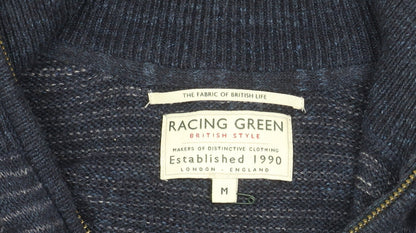 THE FABRIC OF BRITISH LIFE
RACING GREEN
BRITISH STYLE
MAKERS OF DISTINCTIVE CLOTHING
Established 1990
LONDON - ENGLAND
M